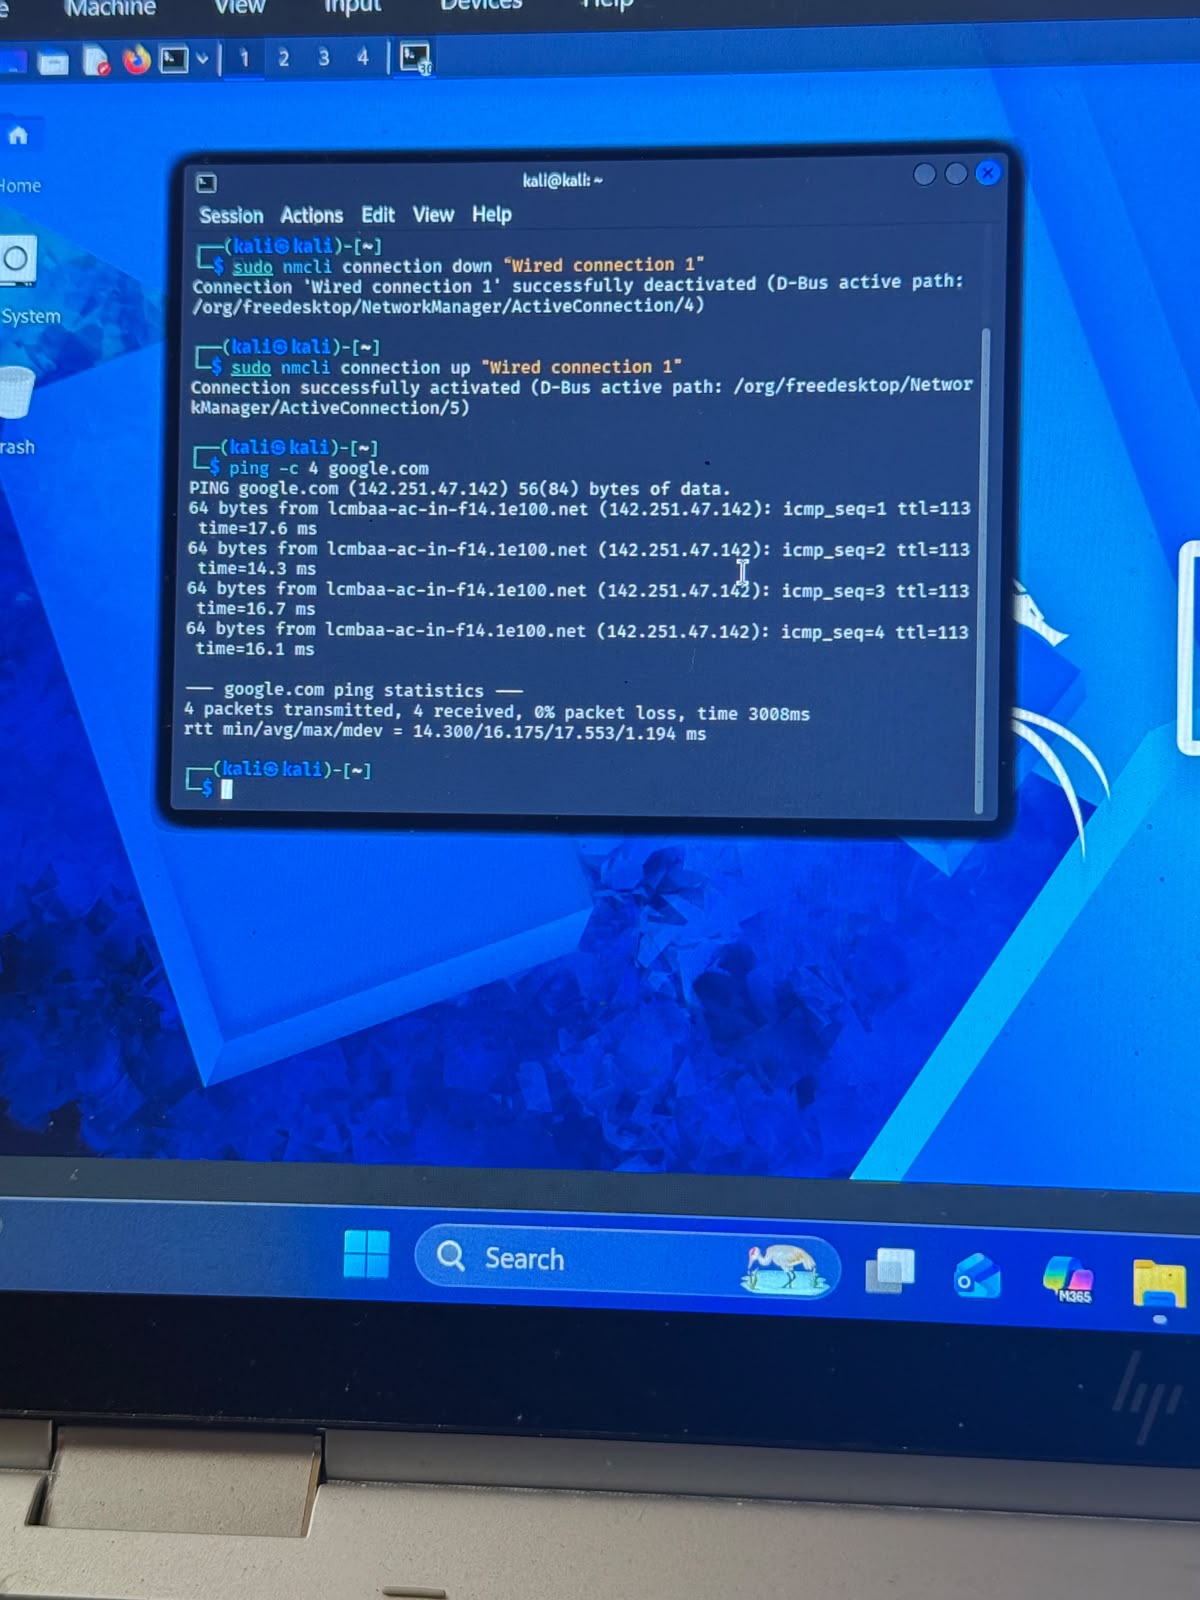 Machine View Input Devices Help
1 2 3 4
Home
System
rash
kali@kali: ~
Session Actions Edit View Help
(kali㉿kali)-[~]
$ sudo nmcli connection down "Wired connection 1"
Connection 'Wired connection 1' successfully deactivated (D-Bus active path:
/org/freedesktop/NetworkManager/ActiveConnection/4)
(kali㉿kali)-[~]
$ sudo nmcli connection up "Wired connection 1"
Connection successfully activated (D-Bus active path: /org/freedesktop/Networ
kManager/ActiveConnection/5)
(kali㉿kali)-[~]
$ ping -c 4 google.com
PING google.com (142.251.47.142) 56(84) bytes of data.
64 bytes from lcmbaa-ac-in-f14.1e100.net (142.251.47.142): icmp_seq=1 ttl=113
time=17.6 ms
64 bytes from lcmbaa-ac-in-f14.1e100.net (142.251.47.142): icmp_seq=2 ttl=113
time=14.3 ms
64 bytes from lcmbaa-ac-in-f14.1e100.net (142.251.47.142): icmp_seq=3 ttl=113
time=16.7 ms
64 bytes from lcmbaa-ac-in-f14.1e100.net (142.251.47.142): icmp_seq=4 ttl=113
time=16.1 ms
--- google.com ping statistics ---
4 packets transmitted, 4 received, 0% packet loss, time 3008ms
rtt min/avg/max/mdev = 14.300/16.175/17.553/1.194 ms
(kali㉿kali)-[~]
$
Search
M365
hp